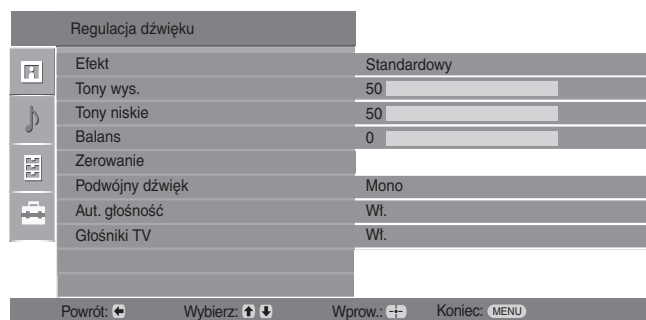 Regulacja dźwięku
Efekt Standardowy
Tony wys. 50
Tony niskie 50
Balans 0
Zerowanie
Podwójny dźwięk Mono
Aut. głośność Wł.
Głośniki TV Wł.
Powrót: Wybierz: Wprow.: Koniec: MENU